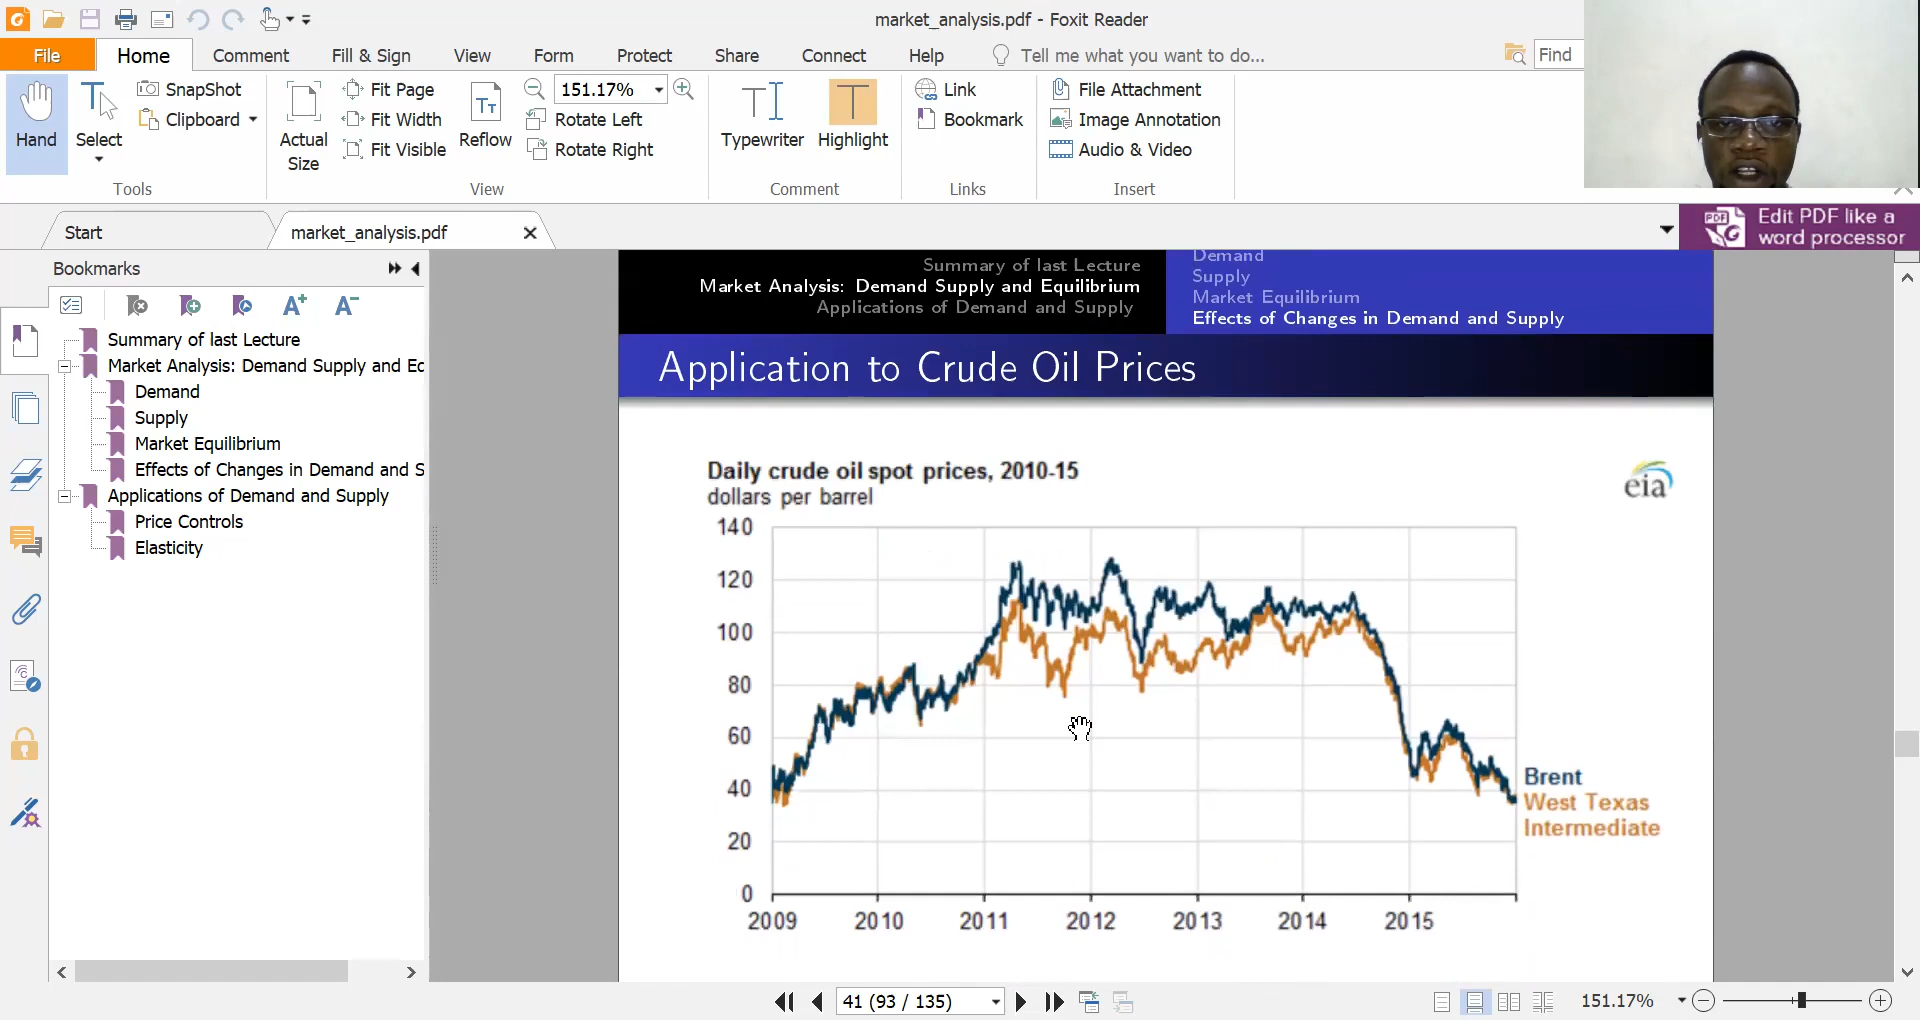 market_analysis.pdf - Foxit Reader
File Home Comment Fill & Sign View Form Protect Share Connect Help Tell me what you want to do... Find
Hand
Select
SnapShot
Clipboard
Tools
Actual
Size
Fit Page
Fit Width
Fit Visible
Reflow
151.17%
Rotate Left
Rotate Right
View
Typewriter
Highlight
Comment
Link
Bookmark
Links
File Attachment
Image Annotation
Audio & Video
Insert
Start
market_analysis.pdf
PDF
Edit PDF like a
word processor
Bookmarks
Summary of last Lecture
Market Analysis: Demand Supply and Ec
Demand
Supply
Market Equilibrium
Effects of Changes in Demand and S
Applications of Demand and Supply
Price Controls
Elasticity
Summary of last Lecture
Market Analysis: Demand Supply and Equilibrium
Applications of Demand and Supply
Demand
Supply
Market Equilibrium
Effects of Changes in Demand and Supply
Application to Crude Oil Prices
Daily crude oil spot prices, 2010-15
dollars per barrel
eia
140
120
100
80
60
40
20
0
2009 2010 2011 2012 2013 2014 2015
Brent
West Texas
Intermediate
41 (93 / 135)
151.17%